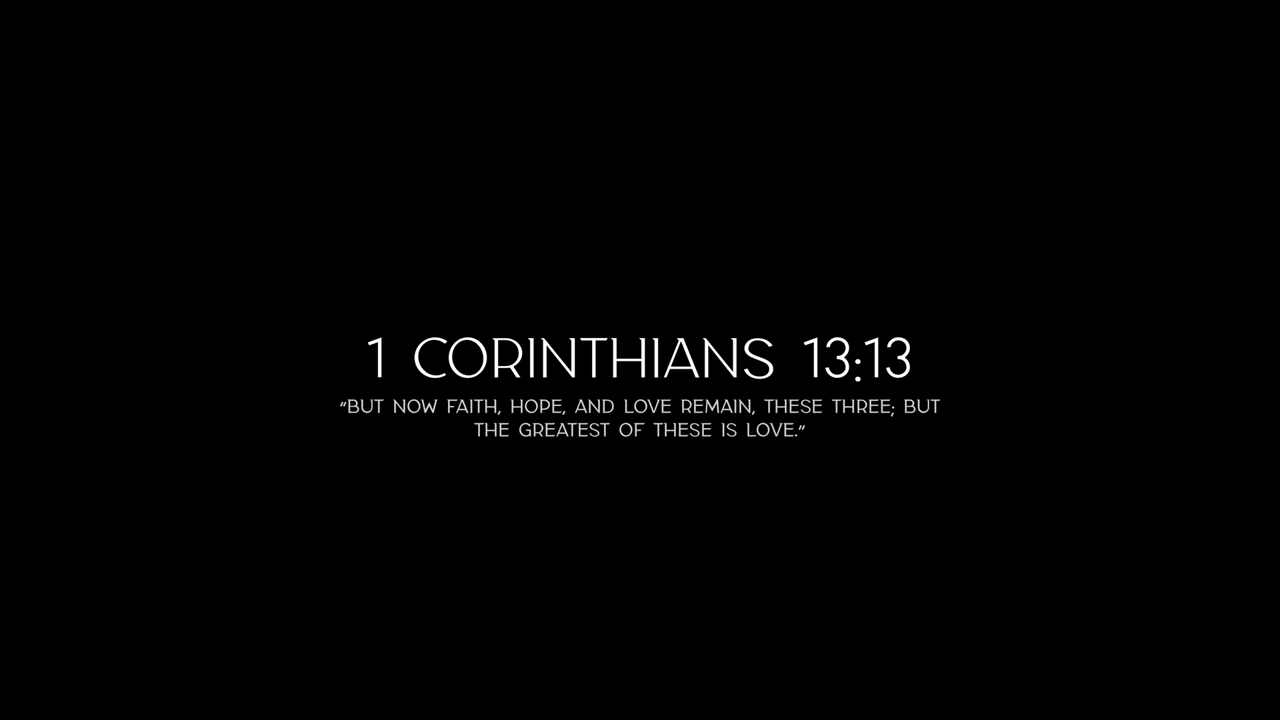 1 CORINTHIANS 13:13
"BUT NOW FAITH, HOPE, AND LOVE REMAIN, THESE THREE; BUT
THE GREATEST OF THESE IS LOVE."